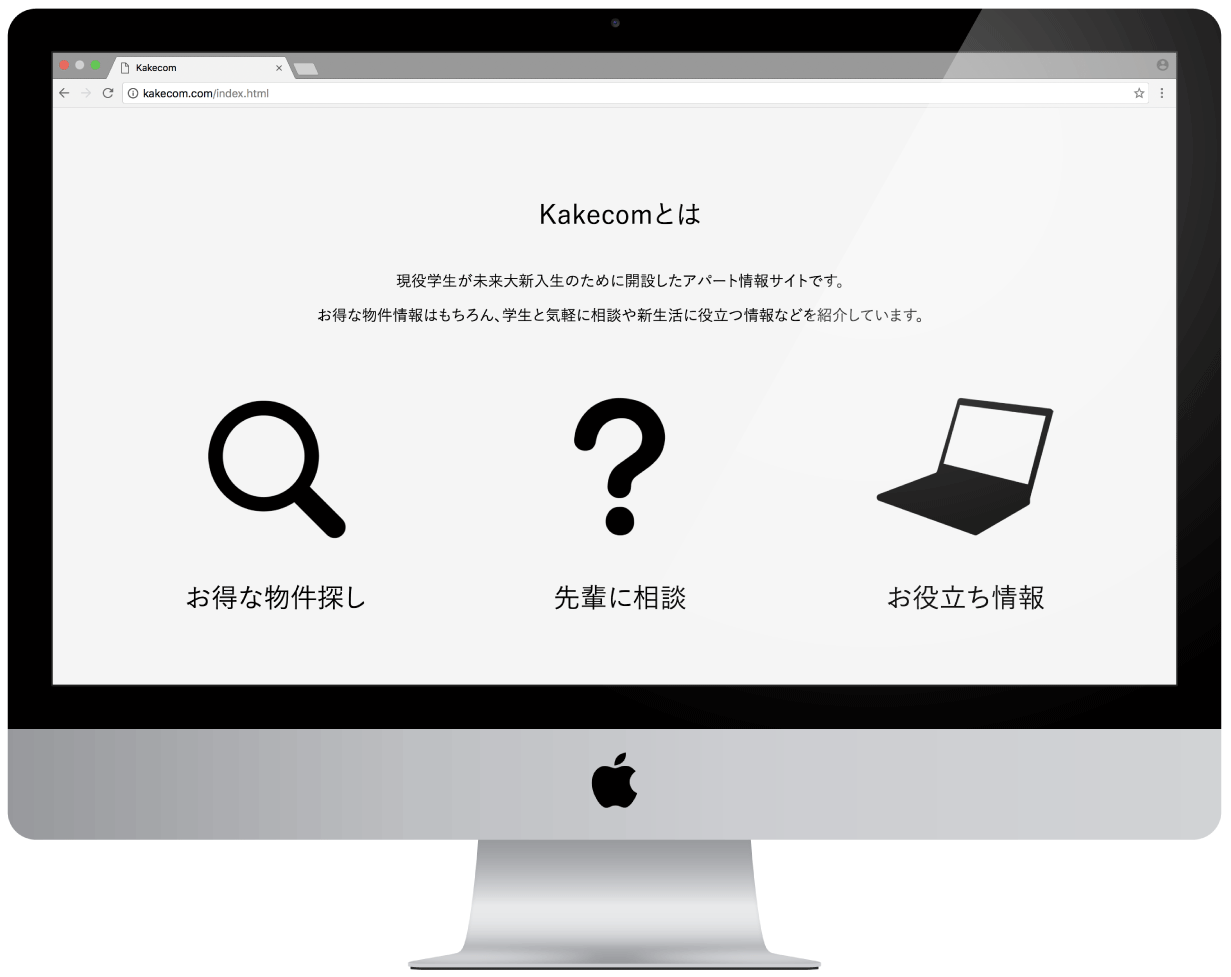 Kakecom
kakecom.com/index.html
Kakecomとは
現役学生が未来大新入生のために開設したアパート情報サイトです。
お得な物件情報はもちろん、学生と気軽に相談や新生活に役立つ情報などを紹介しています。
お得な物件探し
先輩に相談
お役立ち情報